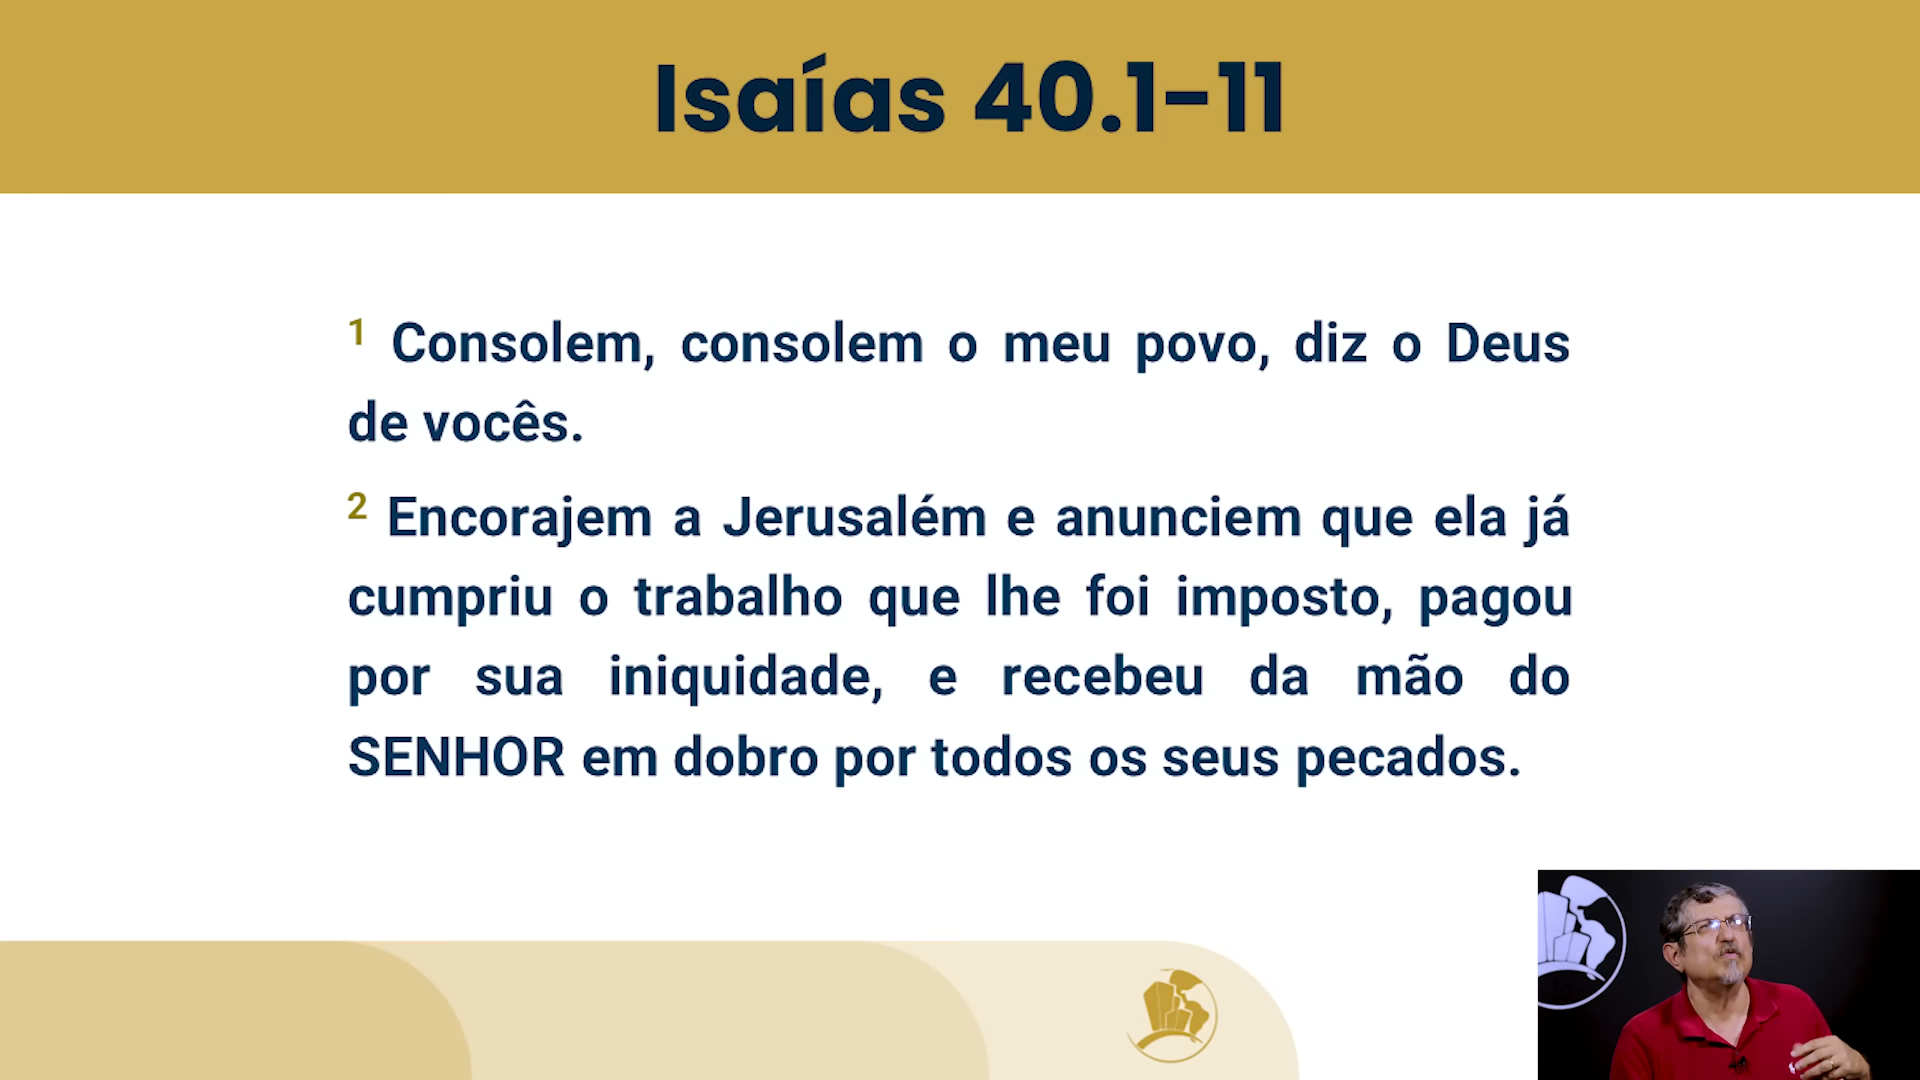 Isaías 40.1-11
1 Consolem, consolem o meu povo, diz o Deus
de vocês.
2 Encorajem a Jerusalém e anunciem que ela já
cumpriu o trabalho que lhe foi imposto, pagou
por sua iniquidade, e recebeu da mão do
SENHOR em dobro por todos os seus pecados.